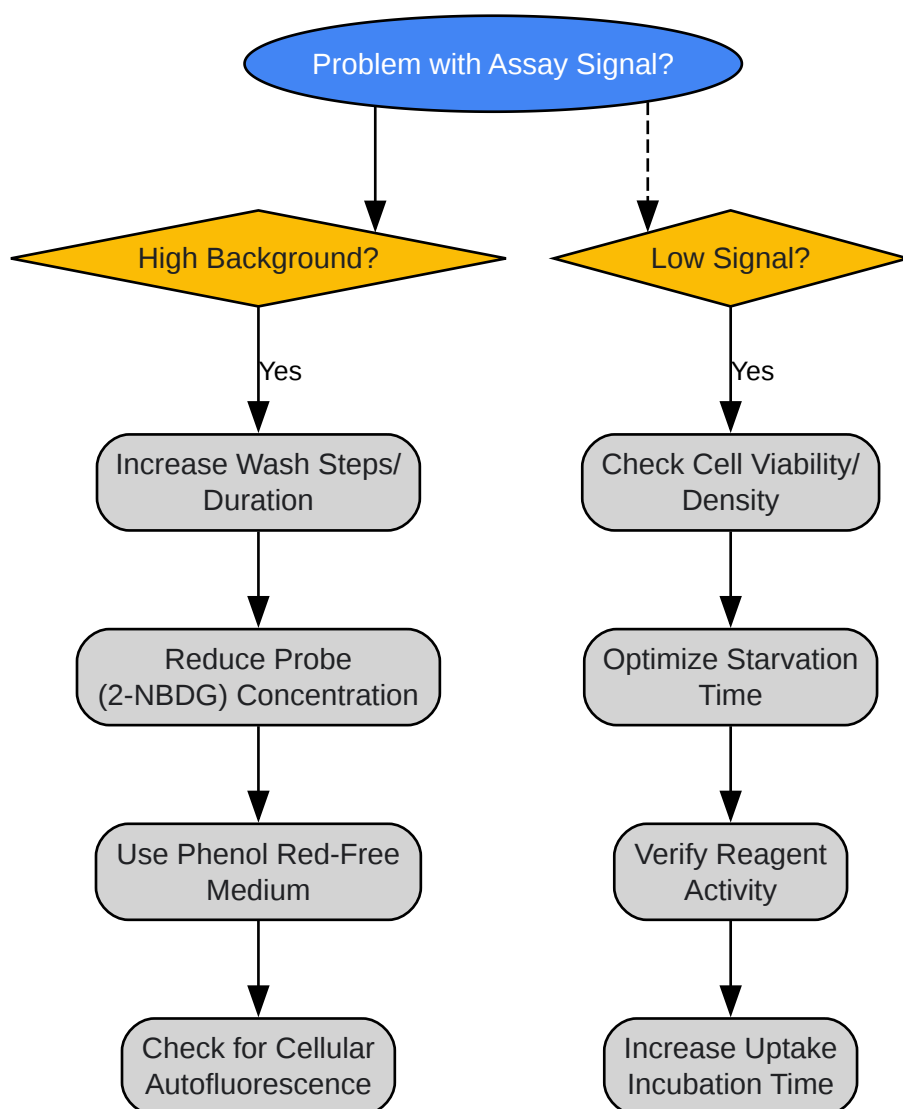 Problem with Assay Signal?
High Background?
Low Signal?
Yes
Yes
Increase Wash Steps/
Duration
Check Cell Viability/
Density
Reduce Probe
(2-NBDG) Concentration
Optimize Starvation
Time
Use Phenol Red-Free
Medium
Verify Reagent
Activity
Check for Cellular
Autofluorescence
Increase Uptake
Incubation Time